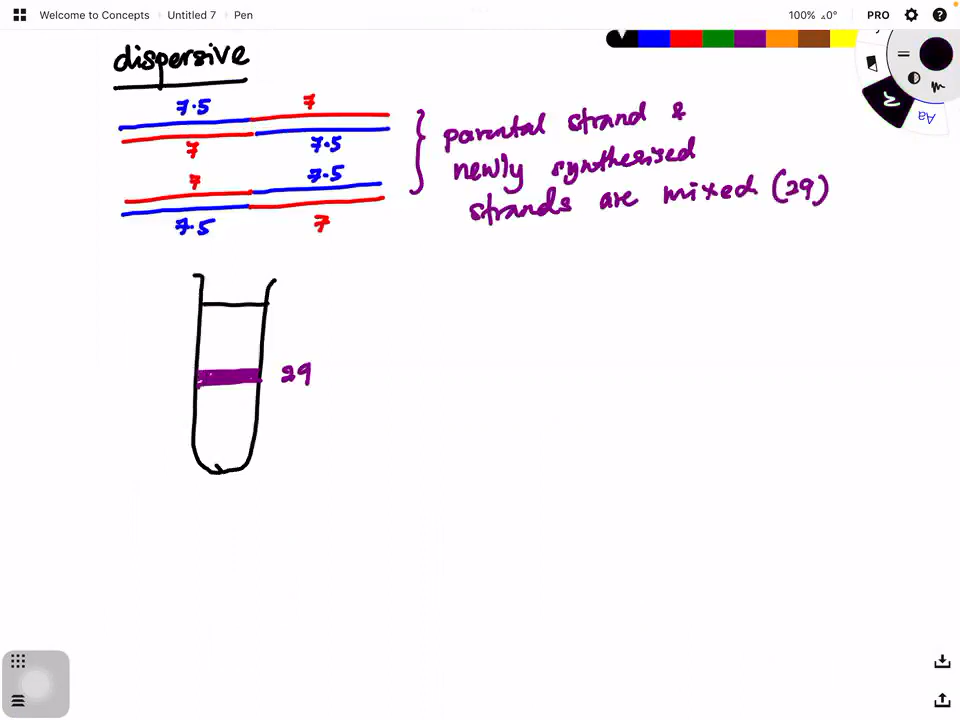 Welcome to Concepts › Untitled 7 › Pen
100%
0°
PRO
?
dispersive
7.5 7
7 7.5
7 7.5
7.5 7
parental strand &
newly synthesised
strands are mixed (29)
29
Aa